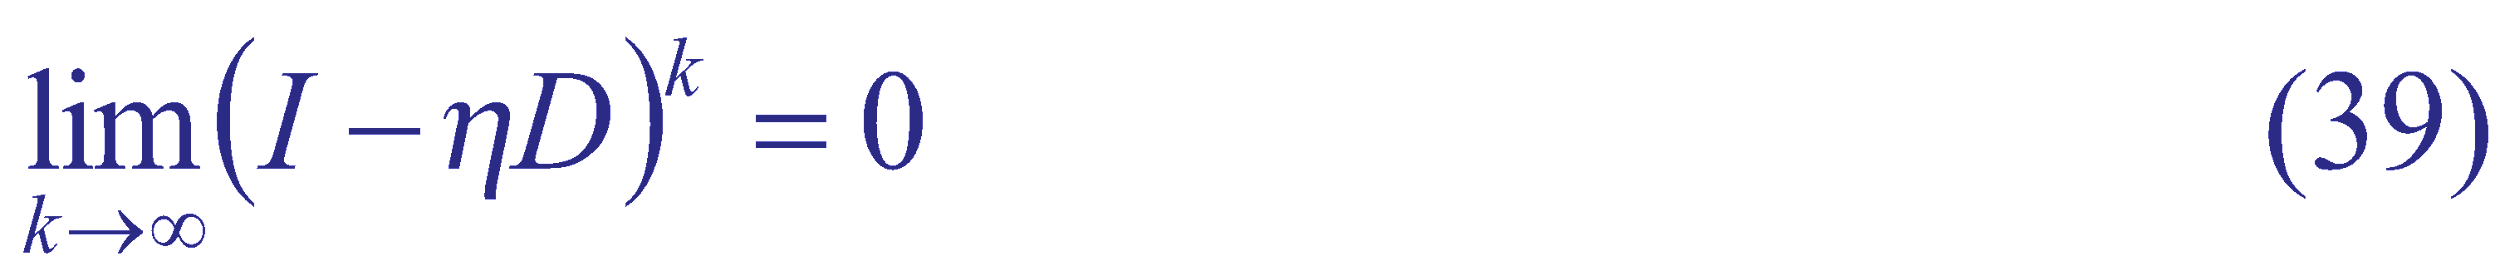 lim(I − ηD)^k = 0 (39)
k→∞